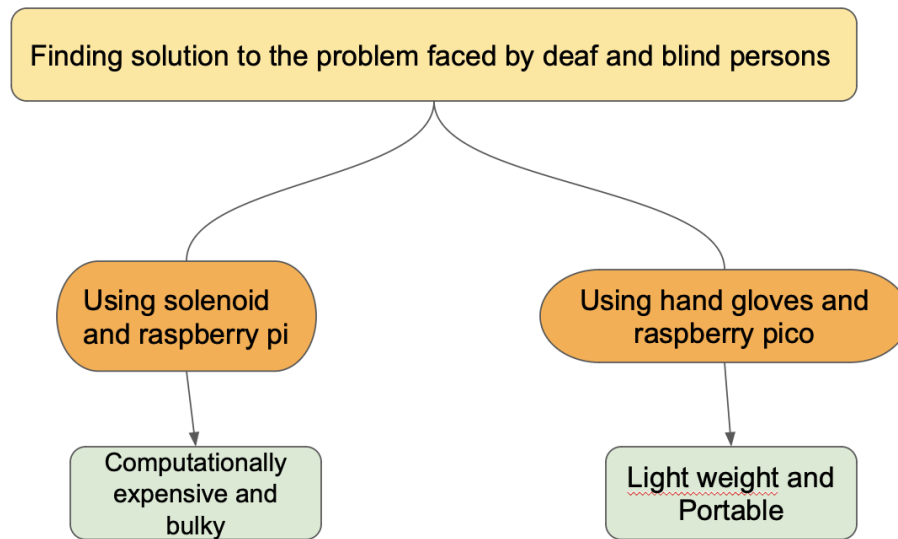 Finding solution to the problem faced by deaf and blind persons
Using solenoid
and raspberry pi
Using hand gloves and
raspberry pico
Computationally
expensive and
bulky
Light weight and
Portable